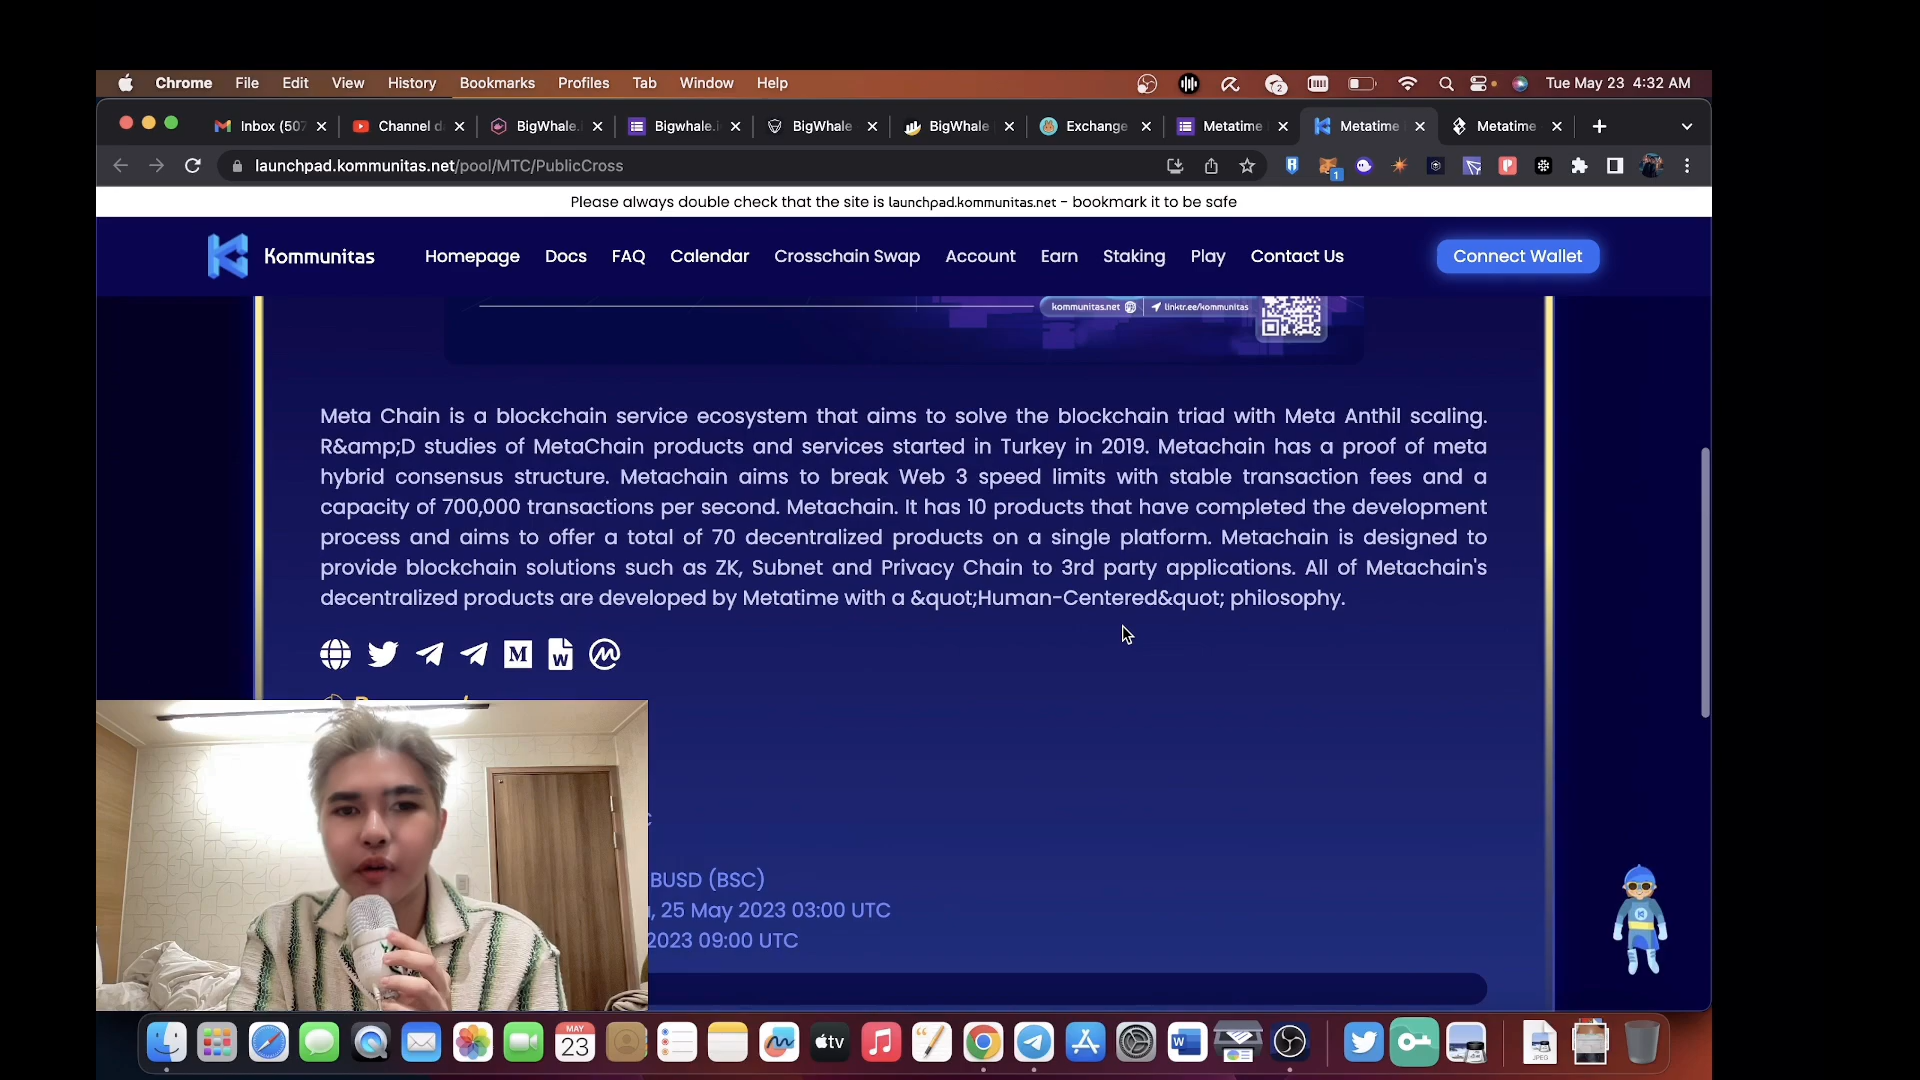 Chrome File Edit View History Bookmarks Profiles Tab Window Help 2 Tue May 23 4:32 AM
Inbox (507 Channel d BigWhale. Bigwhale.i BigWhale BigWhale Exchange Metatime Metatime Metatime
launchpad.kommunitas.net/pool/MTC/PublicCross 1
Please always double check that the site is launchpad.kommunitas.net - bookmark it to be safe
Kommunitas Homepage Docs FAQ Calendar Crosschain Swap Account Earn Staking Play Contact Us Connect Wallet
kommunitas.net linktr.ee/kommunitas
Meta Chain is a blockchain service ecosystem that aims to solve the blockchain triad with Meta Anthil scaling.
R&amp;D studies of MetaChain products and services started in Turkey in 2019. Metachain has a proof of meta
hybrid consensus structure. Metachain aims to break Web 3 speed limits with stable transaction fees and a
capacity of 700,000 transactions per second. Metachain. It has 10 products that have completed the development
process and aims to offer a total of 70 decentralized products on a single platform. Metachain is designed to
provide blockchain solutions such as ZK, Subnet and Privacy Chain to 3rd party applications. All of Metachain's
decentralized products are developed by Metatime with a &quot;Human-Centered&quot; philosophy.
BUSD (BSC)
, 25 May 2023 03:00 UTC
2023 09:00 UTC
MAY
23
tv
JPEG